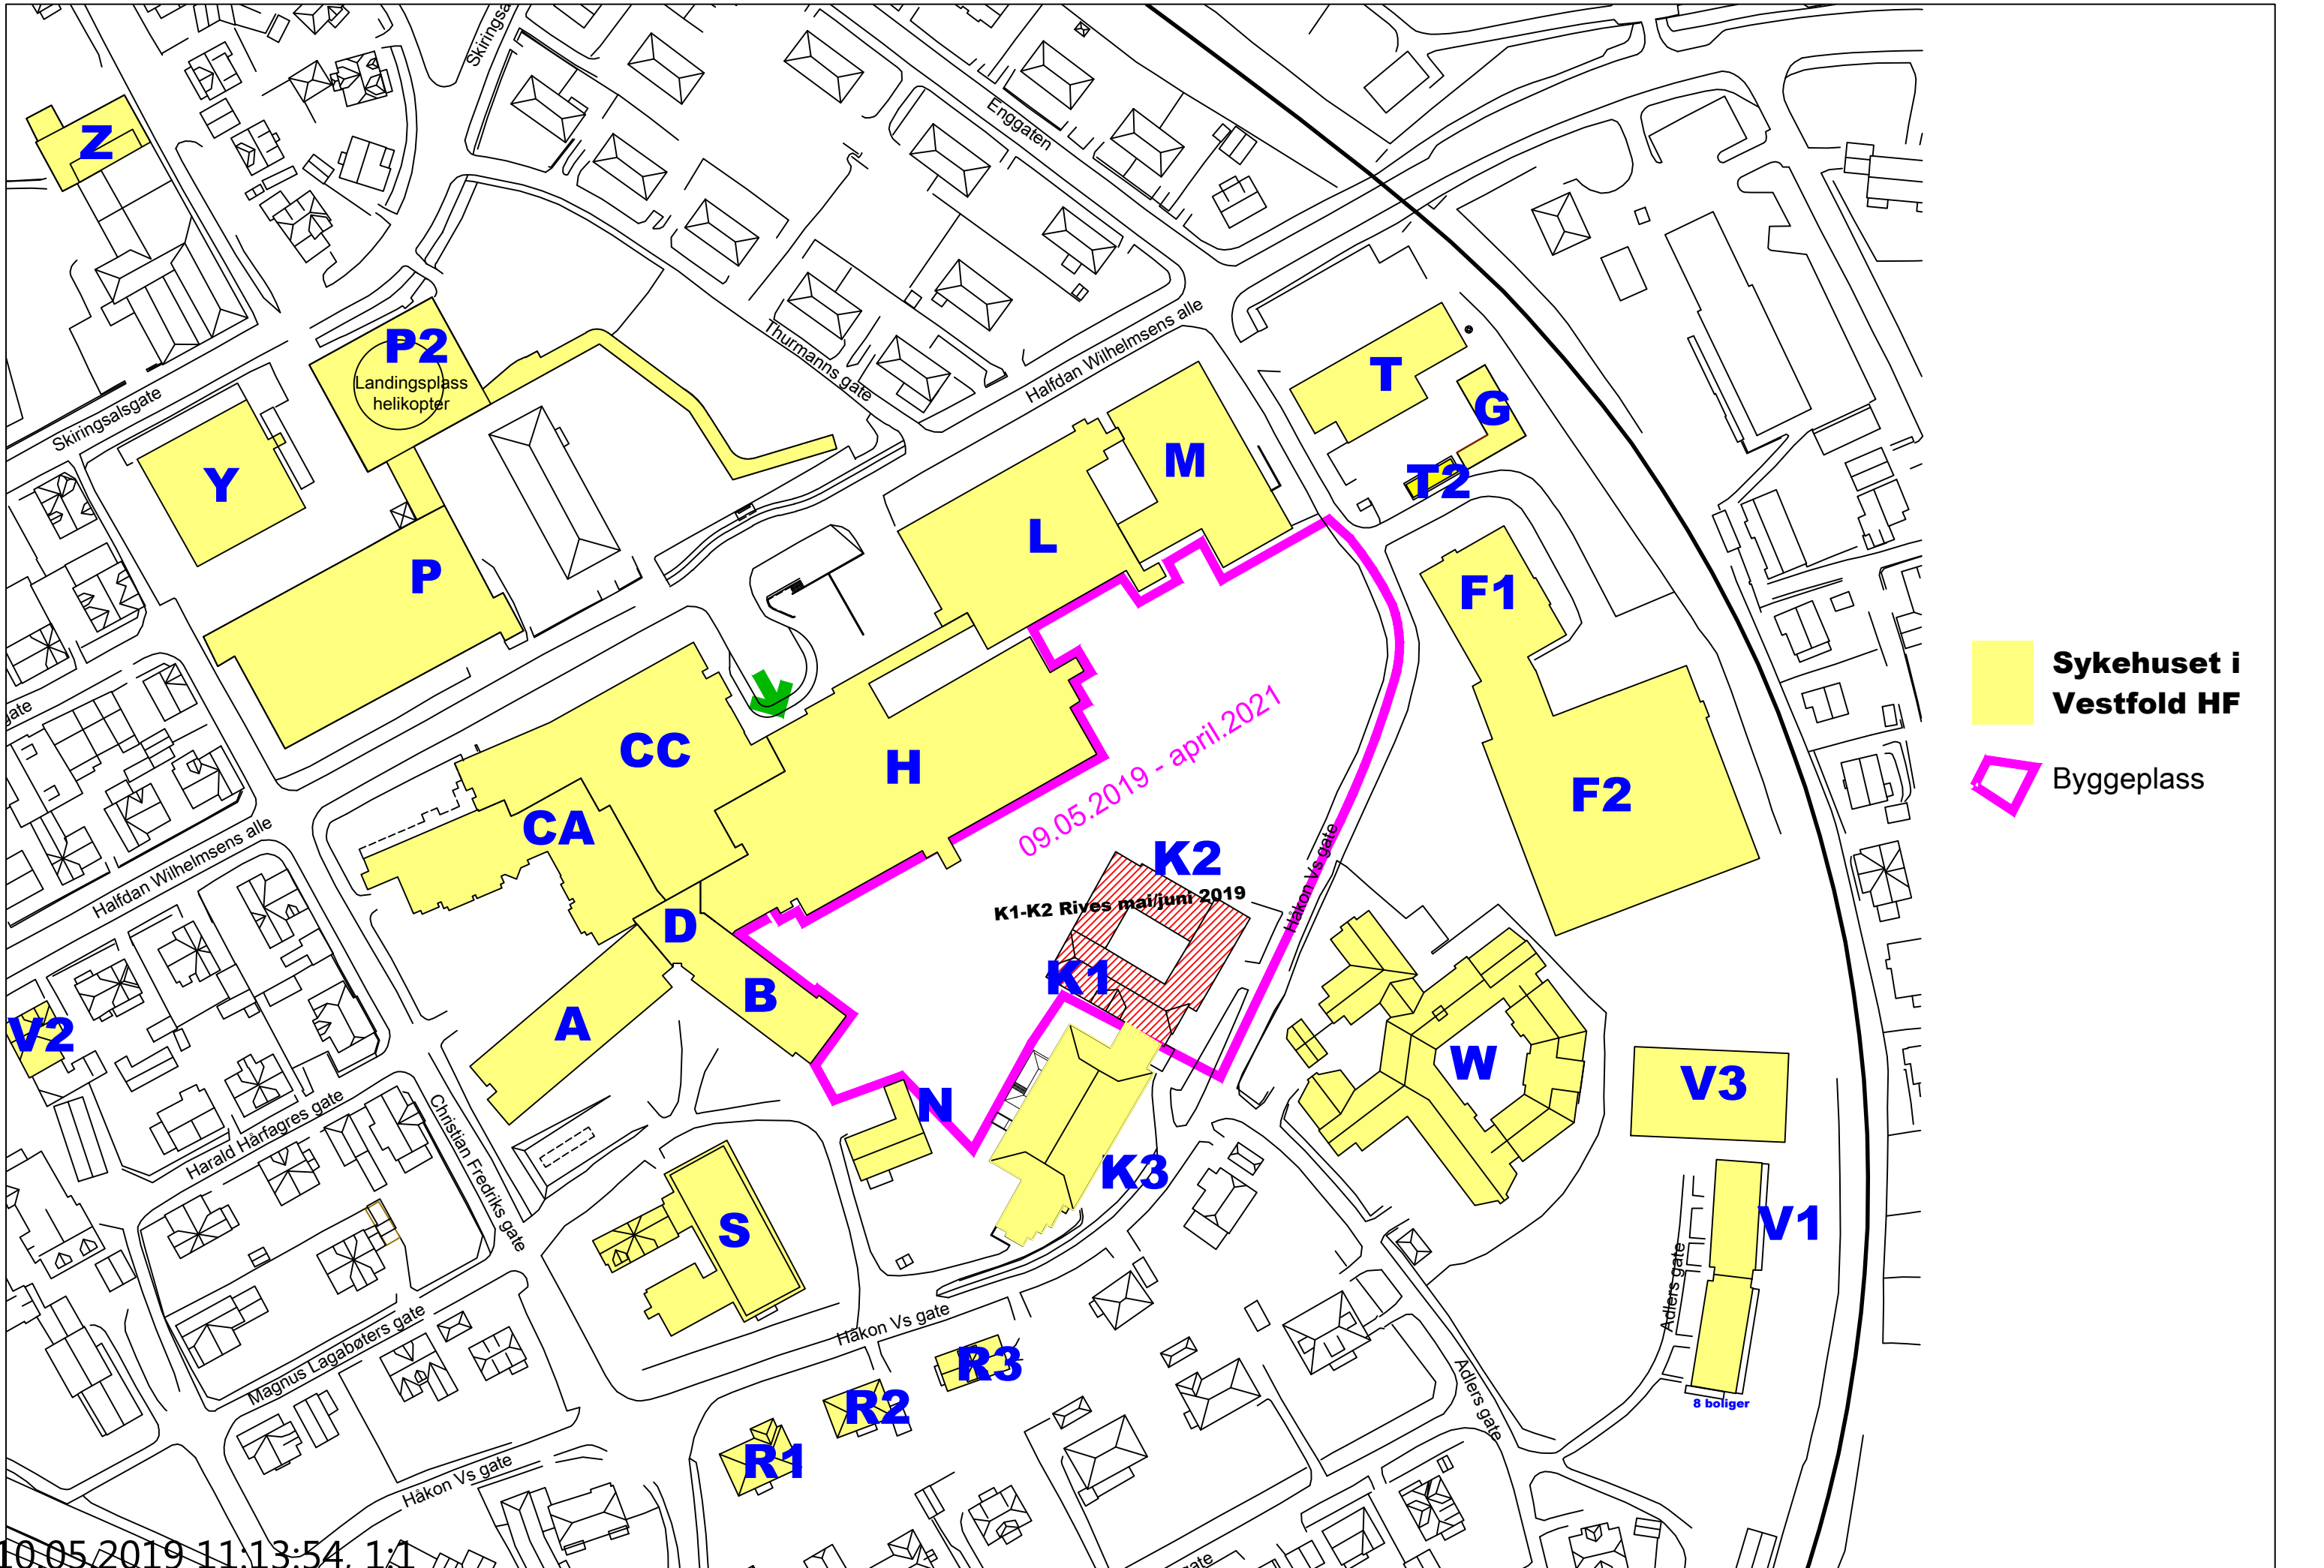 Skiringsa
Enggaten
Z
P2
Landingsplass
helikopter
Thurmanns gate
Halfdan Wilhelmsens alle
T
G
Skiringsalsgate
Y
M
T2
L
P
F1
Sykehuset i
Vestfold HF
gate
CC
H
09.05.2019 - april.2021
Byggeplass
F2
CA
Halfdan Wilhelmsens alle
K2
K1-K2 Rives mai/juni 2019
Håkon Vs gate
D
K1
B
A
V2
W
V3
N
Harald Hårfagres gate
Christian Fredriks gate
K3
S
V1
Adlers gate
Magnus Lagabøters gate
Håkon Vs gate
R3
R2
8 boliger
Adlers gate
R1
Håkon Vs gate
gate
10.05.2019 11:13:54, 1:1